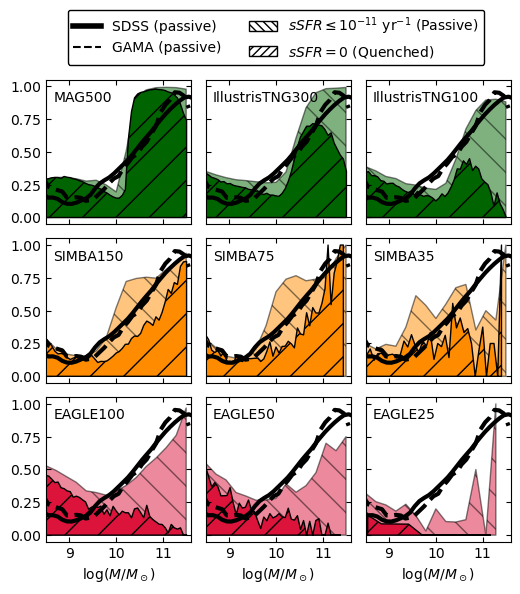 SDSS (passive)
GAMA (passive)
sSFR ≤ 10⁻¹¹ yr⁻¹ (Passive)
sSFR = 0 (Quenched)
1.00
0.75
0.50
0.25
0.00
MAG500
IllustrisTNG300
IllustrisTNG100
1.00
0.75
0.50
0.25
0.00
SIMBA150
SIMBA75
SIMBA35
1.00
0.75
0.50
0.25
0.00
EAGLE100
EAGLE50
EAGLE25
9 10 11
9 10 11
9 10 11
log(M/M⊙)
log(M/M⊙)
log(M/M⊙)